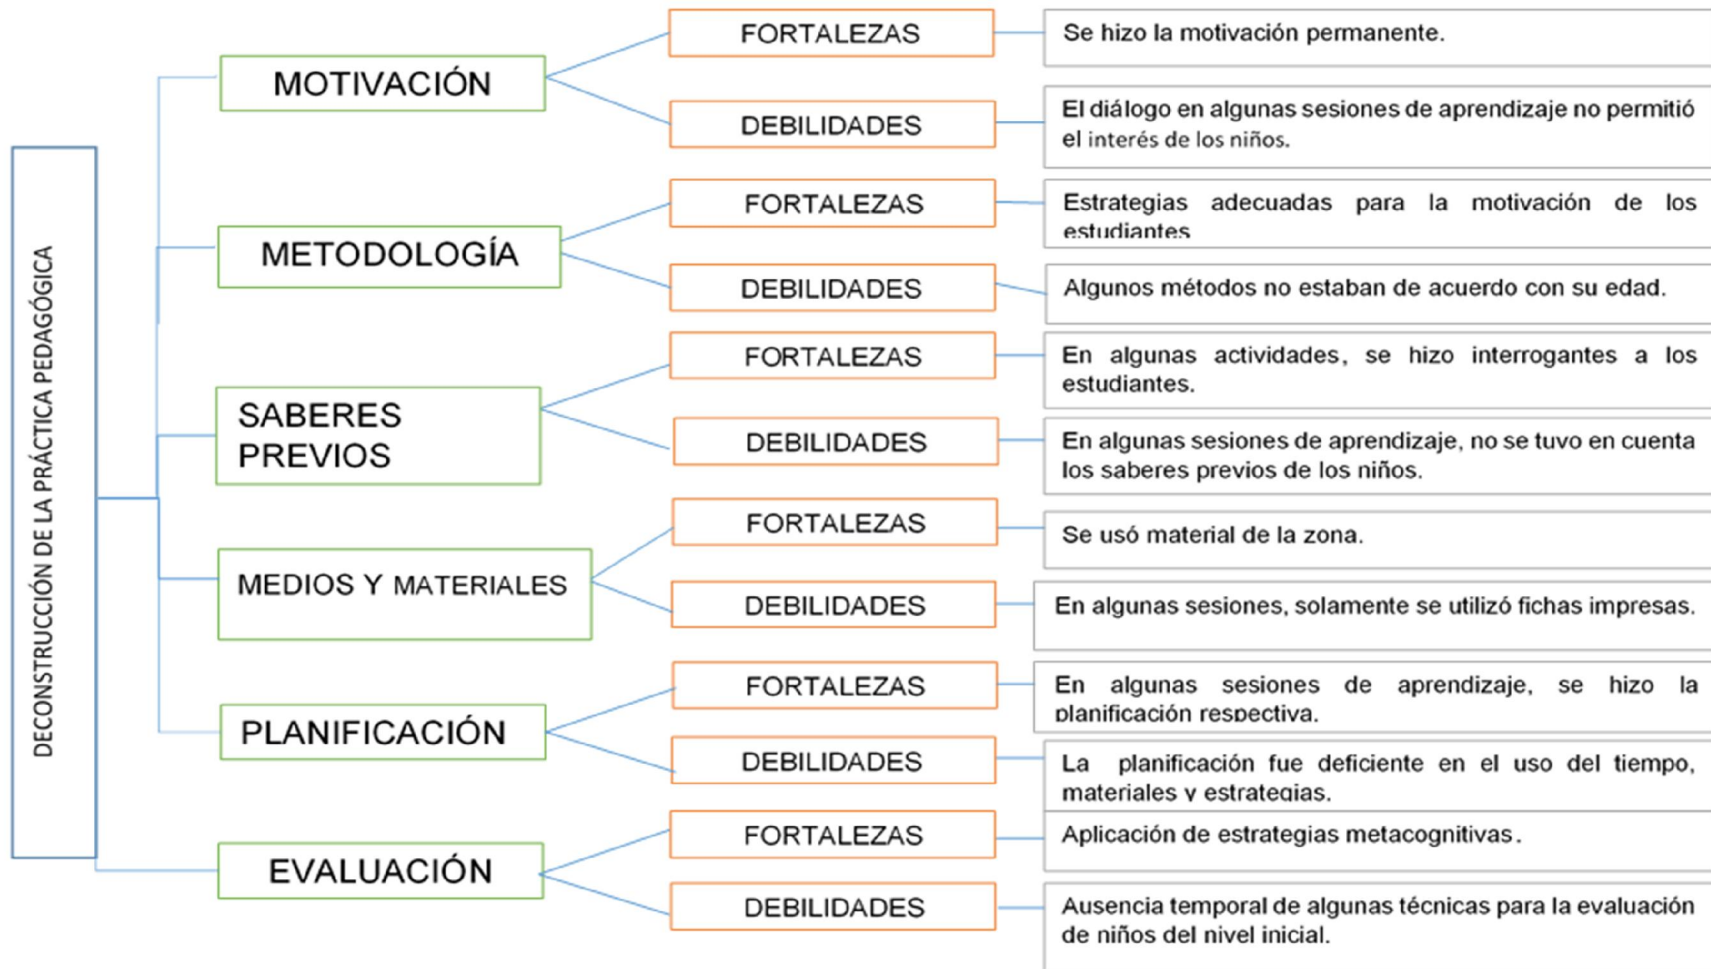 DECONSTRUCCIÓN DE LA PRÁCTICA PEDAGÓGICA
MOTIVACIÓN
FORTALEZAS
Se hizo la motivación permanente.
DEBILIDADES
El diálogo en algunas sesiones de aprendizaje no permitió
el interés de los niños.
METODOLOGÍA
FORTALEZAS
Estrategias adecuadas para la motivación de los
estudiantes
DEBILIDADES
Algunos métodos no estaban de acuerdo con su edad.
SABERES
PREVIOS
FORTALEZAS
En algunas actividades, se hizo interrogantes a los
estudiantes.
DEBILIDADES
En algunas sesiones de aprendizaje, no se tuvo en cuenta
los saberes previos de los niños.
MEDIOS Y MATERIALES
FORTALEZAS
Se usó material de la zona.
DEBILIDADES
En algunas sesiones, solamente se utilizó fichas impresas.
PLANIFICACIÓN
FORTALEZAS
En algunas sesiones de aprendizaje, se hizo la
planificación respectiva.
DEBILIDADES
La planificación fue deficiente en el uso del tiempo,
materiales y estrategias.
EVALUACIÓN
FORTALEZAS
Aplicación de estrategias metacognitivas.
DEBILIDADES
Ausencia temporal de algunas técnicas para la evaluación
de niños del nivel inicial.